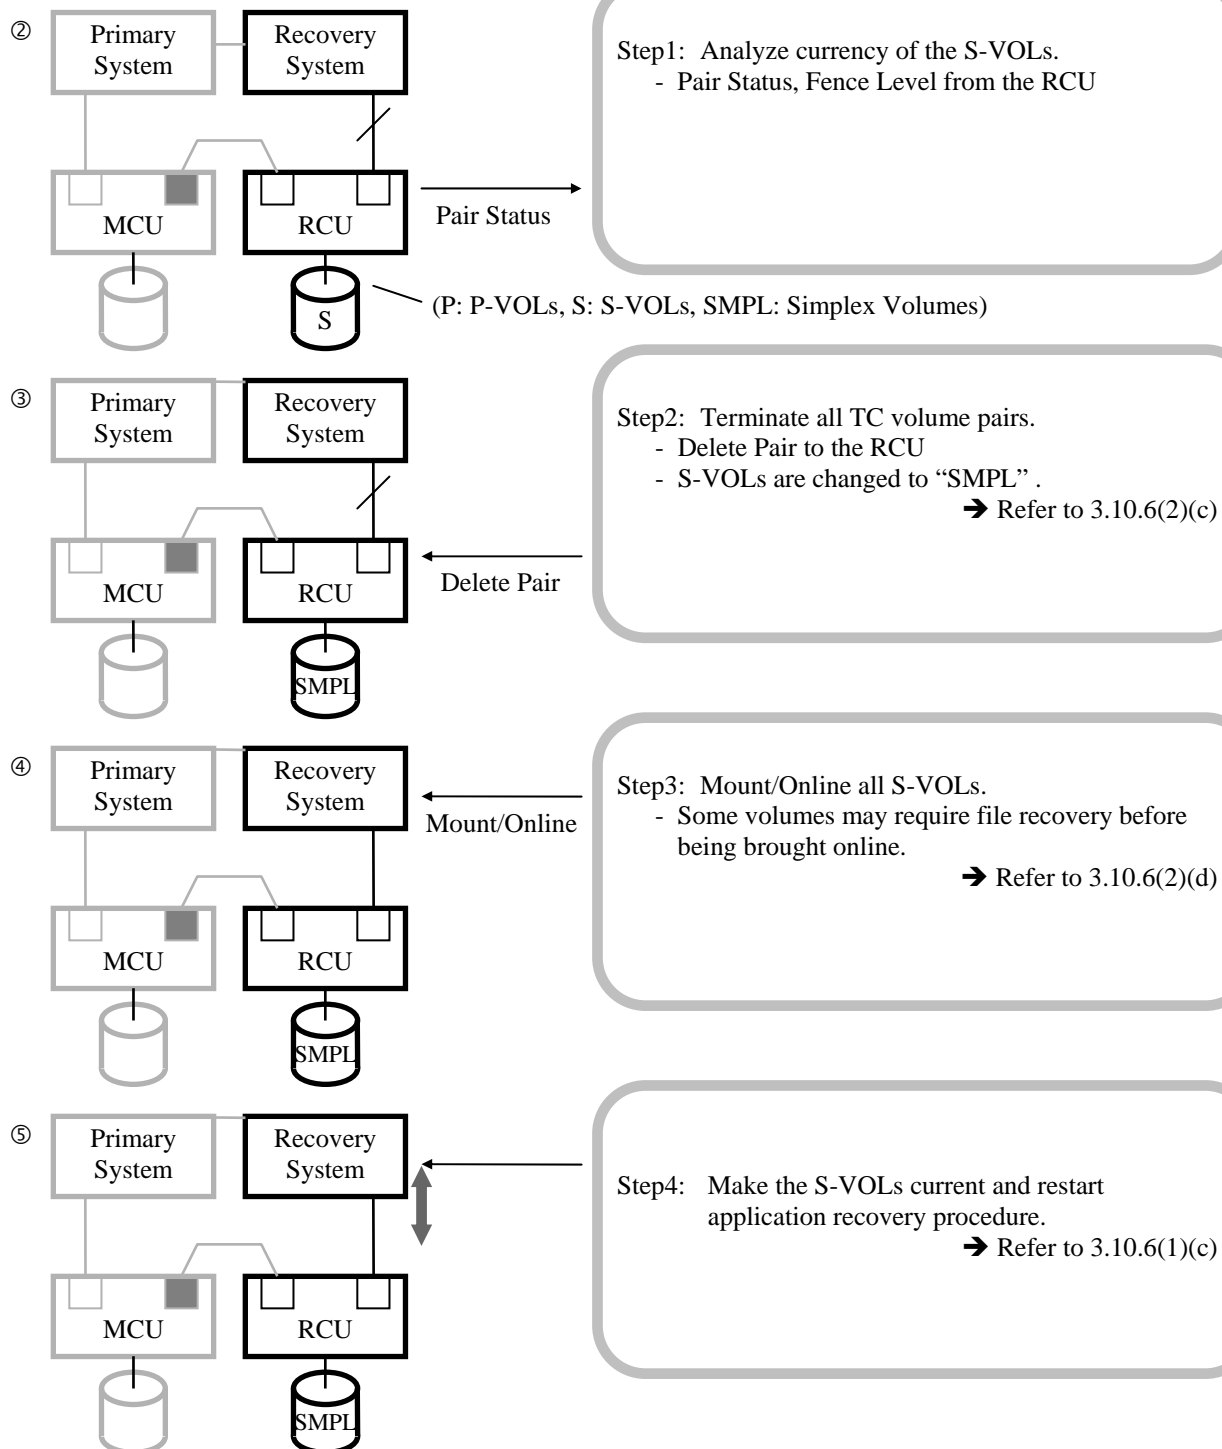 ②
Primary
System
Recovery
System
MCU
RCU
S
Pair Status
(P: P-VOLs, S: S-VOLs, SMPL: Simplex Volumes)
Step1: Analyze currency of the S-VOLs.
- Pair Status, Fence Level from the RCU
③
Primary
System
Recovery
System
MCU
RCU
SMPL
Delete Pair
Step2: Terminate all TC volume pairs.
- Delete Pair to the RCU
- S-VOLs are changed to “SMPL” .
➔ Refer to 3.10.6(2)(c)
④
Primary
System
Recovery
System
MCU
RCU
SMPL
Mount/Online
Step3: Mount/Online all S-VOLs.
- Some volumes may require file recovery before
being brought online.
➔ Refer to 3.10.6(2)(d)
⑤
Primary
System
Recovery
System
MCU
RCU
SMPL
Step4: Make the S-VOLs current and restart
application recovery procedure.
➔ Refer to 3.10.6(1)(c)